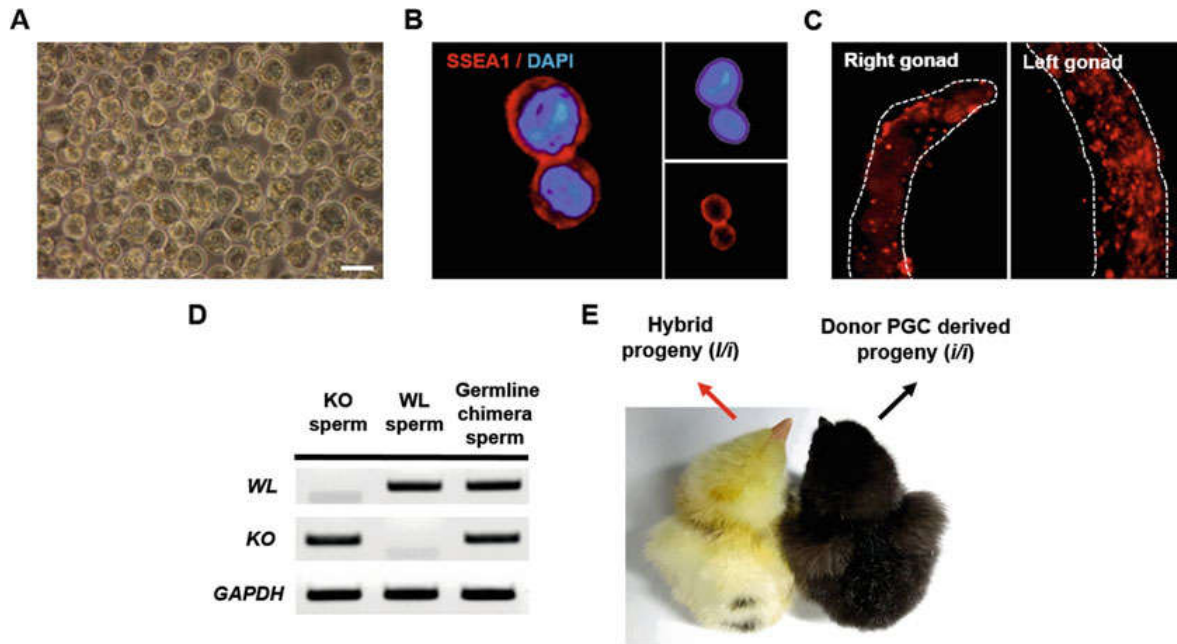 A
B
SSEA1 / DAPI
C
Right gonad
Left gonad
D
KO
sperm
WL
sperm
Germline
chimera
sperm
WL
KO
GAPDH
E
Hybrid
progeny (I/i)
Donor PGC derived
progeny (i/i)